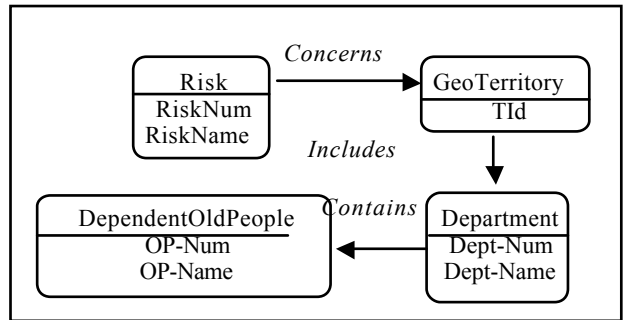 Concerns
Risk
RiskNum
RiskName
GeoTerritory
TId
Includes
DependentOldPeople
OP-Num
OP-Name
Contains
Department
Dept-Num
Dept-Name